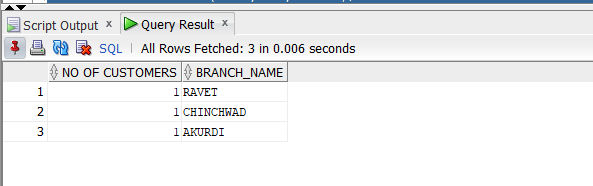 Script Output x Query Result x
SQL All Rows Fetched: 3 in 0.006 seconds
NO OF CUSTOMERS BRANCH_NAME
1 1 RAVET
2 1 CHINCHWAD
3 1 AKURDI